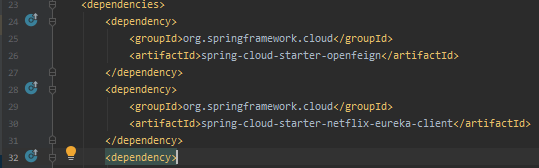 23 <dependencies>
24 <dependency>
25 <groupId>org.springframework.cloud</groupId>
26 <artifactId>spring-cloud-starter-openfeign</artifactId>
27 </dependency>
28 <dependency>
29 <groupId>org.springframework.cloud</groupId>
30 <artifactId>spring-cloud-starter-netflix-eureka-client</artifactId>
31 </dependency>
32 <dependency>